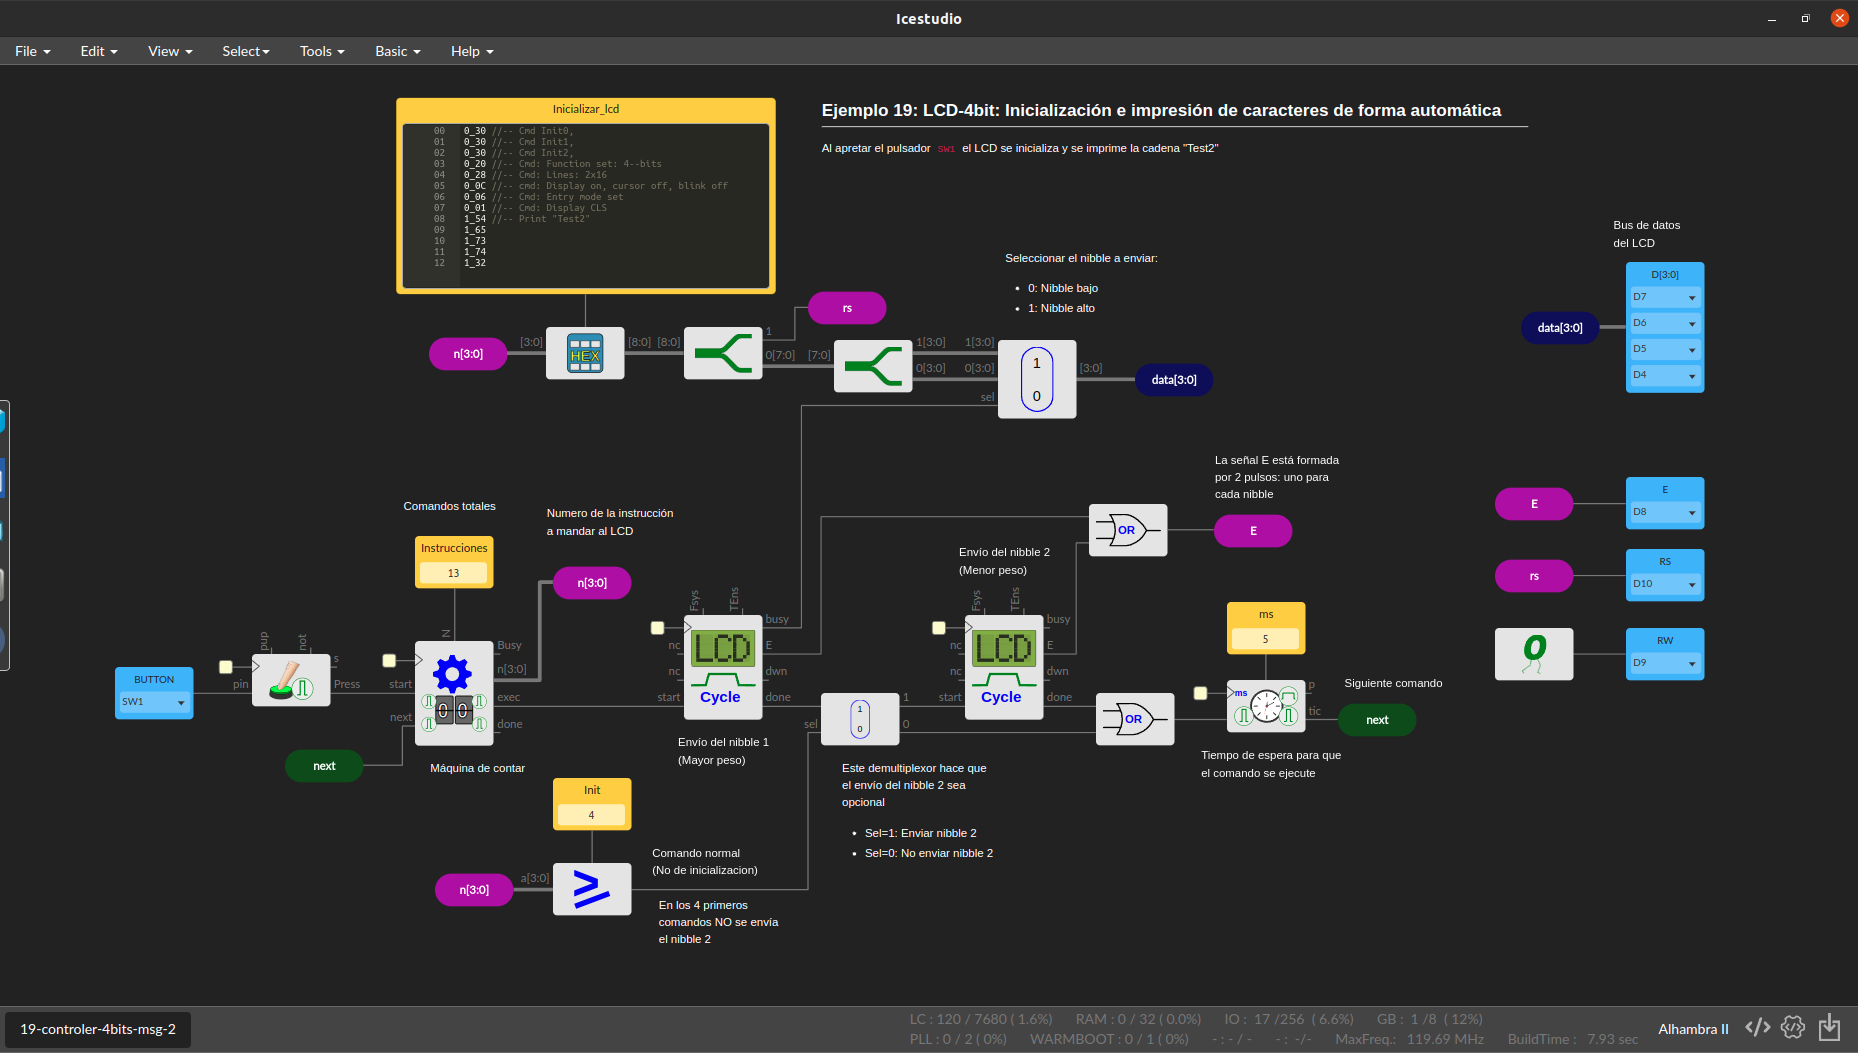 Icestudio
File
Edit
View
Select
Tools
Basic
Help
Inicializar_lcd
00 0_30 //-- Cmd Init0,
01 0_30 //-- Cmd Init1,
02 0_30 //-- Cmd Init2,
03 0_20 //-- Cmd: Function set: 4--bits
04 0_28 //-- Cmd: Lines: 2x16
05 0_0C //-- cmd: Display on, cursor off, blink off
06 0_06 //-- Cmd: Entry mode set
07 0_01 //-- Cmd: Display CLS
08 1_54 //-- Print "Test2"
09 1_65
10 1_73
11 1_74
12 1_32
Ejemplo 19: LCD-4bit: Inicialización e impresión de caracteres de forma automática
Al apretar el pulsador SW1 el LCD se inicializa y se imprime la cadena "Test2"
Bus de datos
del LCD
D[3:0]
D7
D6
D5
D4
data[3:0]
Seleccionar el nibble a enviar:
• 0: Nibble bajo
• 1: Nibble alto
rs
n[3:0]
[3:0]
HEX
[8:0]
[8:0]
1
0[7:0]
[7:0]
1[3:0]
0[3:0]
1[3:0]
0[3:0]
sel
1
0
[3:0]
data[3:0]
La señal E está formada
por 2 pulsos: uno para
cada nibble
OR
E
E
E
D8
rs
RS
D10
0
RW
D9
Comandos totales
Instrucciones
13
Numero de la instrucción
a mandar al LCD
n[3:0]
Envío del nibble 2
(Menor peso)
BUTTON
SW1
pin
pup
not
s
Press
N
start
next
0 0
Busy
n[3:0]
exec
done
next
Máquina de contar
Fsys
TEns
nc
nc
start
LCD
Cycle
busy
E
dwn
done
Envío del nibble 1
(Mayor peso)
sel
1
0
1
0
Fsys
TEns
nc
nc
start
LCD
Cycle
busy
E
dwn
done
OR
ms
5
ms
p
tic
Siguiente comando
next
Tiempo de espera para que
el comando se ejecute
Este demultiplexor hace que
el envío del nibble 2 sea
opcional
• Sel=1: Enviar nibble 2
• Sel=0: No enviar nibble 2
Init
4
n[3:0]
a[3:0]
≥
Comando normal
(No de inicializacion)
En los 4 primeros
comandos NO se envía
el nibble 2
19-controler-4bits-msg-2
LC : 120 / 7680 ( 1.6%) RAM : 0 / 32 ( 0.0%) IO : 17 /256 ( 6.6%) GB : 1 /8 ( 12%)
PLL : 0 / 2 ( 0%) WARMBOOT : 0 / 1 ( 0%) - : - / - - : -/- MaxFreq.: 119.69 MHz BuildTime : 7.93 sec
Alhambra II